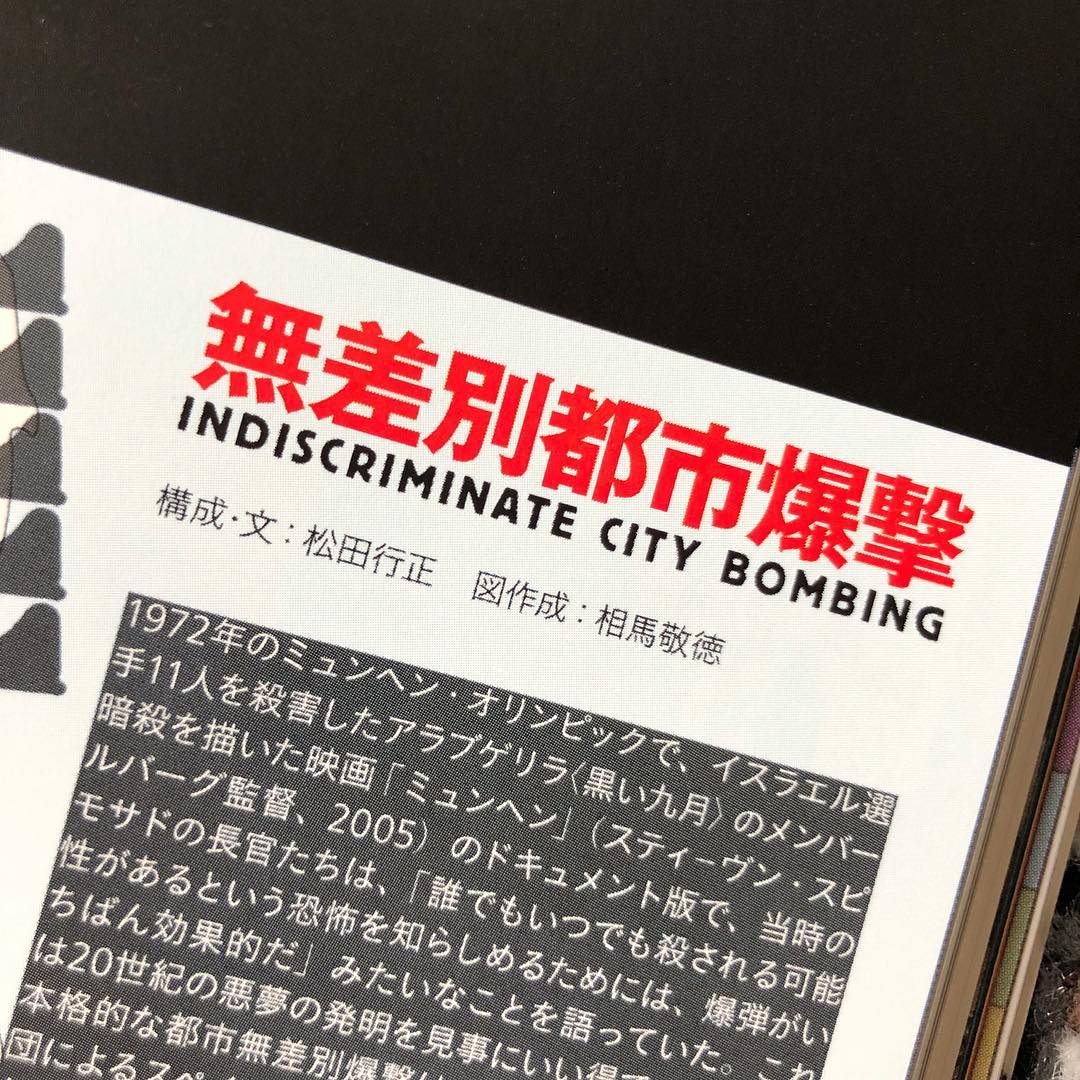 無差別都市爆撃
INDISCRIMINATE CITY BOMBING
構成・文：松田行正　図作成：相馬敬徳
1972年のミュンヘン・オリンピックで、イスラエル選
手11人を殺害したアラブゲリラ〈黒い九月〉のメンバー
暗殺を描いた映画「ミュンヘン」（スティーヴン・スピ
ルバーグ監督、2005）のドキュメント版で、当時の
モサドの長官たちは、「誰でもいつでも殺される可能
性があるという恐怖を知らしめるためには、爆弾がい
ちばん効果的だ」みたいなことを語っていた。これ
は20世紀の悪夢の発明を見事にいい得て
本格的な都市無差別爆撃は
団によるスペ